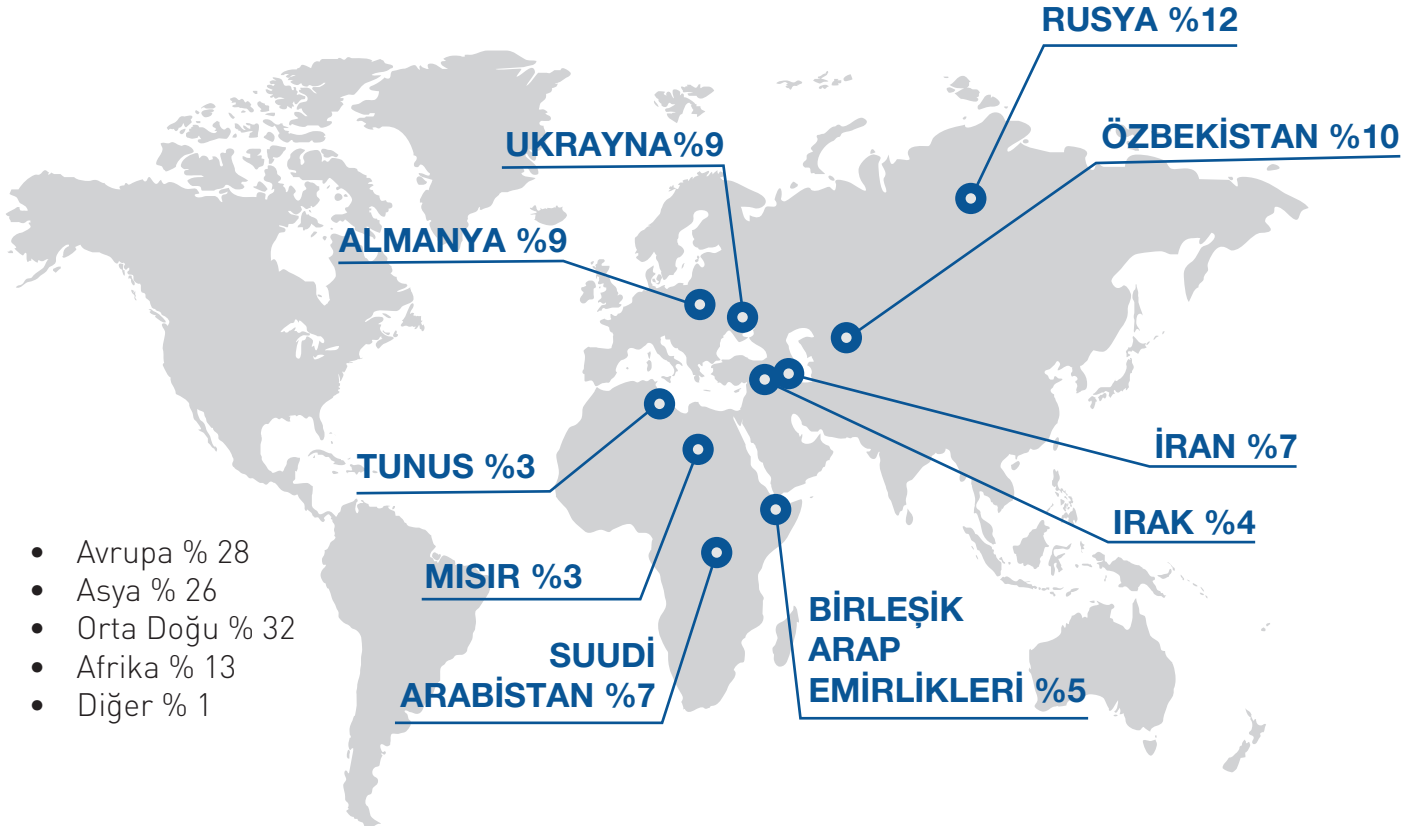 RUSYA %12
ÖZBEKİSTAN %10
UKRAYNA%9
ALMANYA %9
İRAN %7
TUNUS %3
IRAK %4
MISIR %3
BİRLEŞİK
ARAP
EMİRLİKLERİ %5
SUUDİ
ARABİSTAN %7
• Avrupa % 28
• Asya % 26
• Orta Doğu % 32
• Afrika % 13
• Diğer % 1